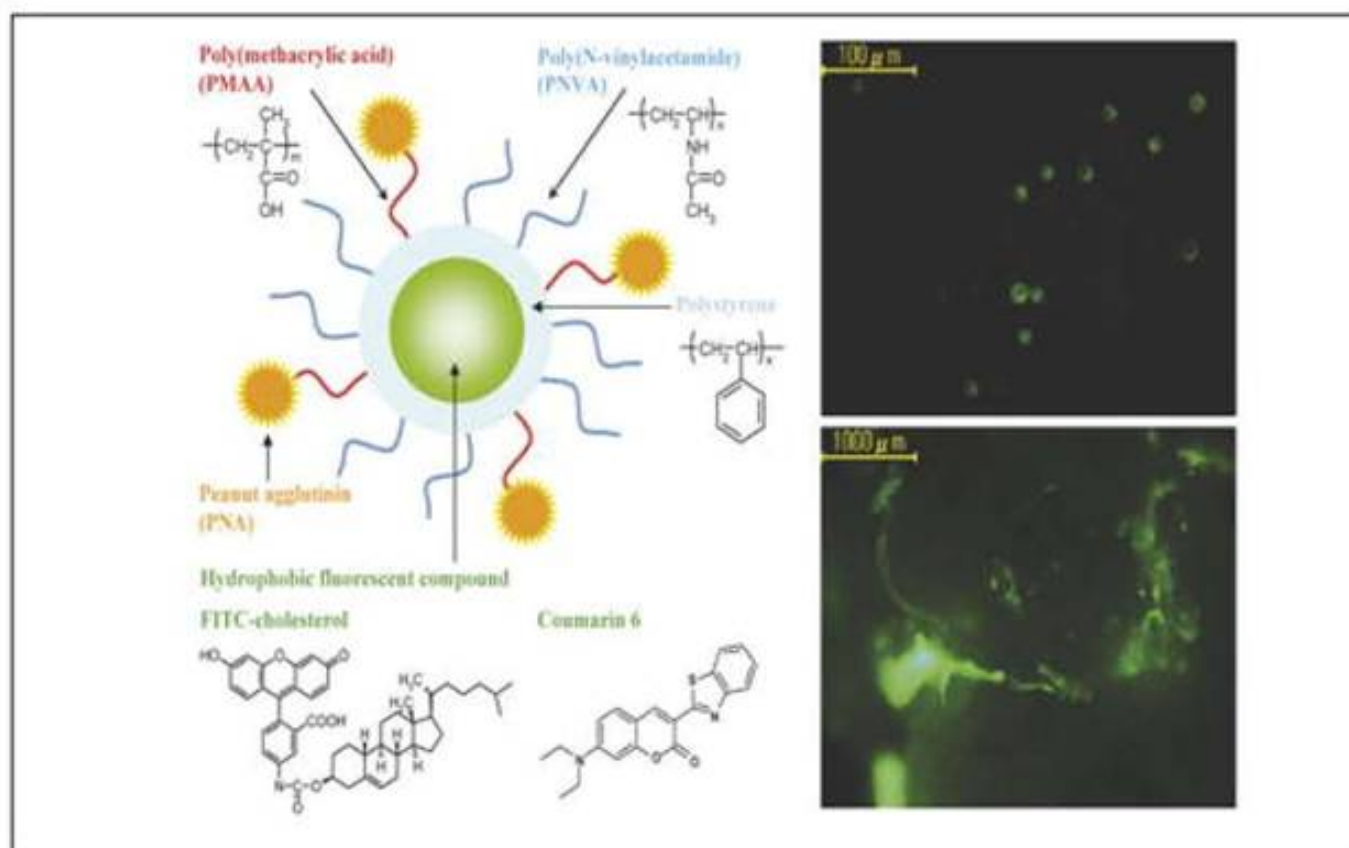 Poly(methacrylic acid)
(PMAA)
Poly(N-vinylacetamide)
(PNVA)
Polystyrene
Peanut agglutinin
(PNA)
Hydrophobic fluorescent compound
FITC-cholesterol
Coumarin 6
100 μm
1000 μm